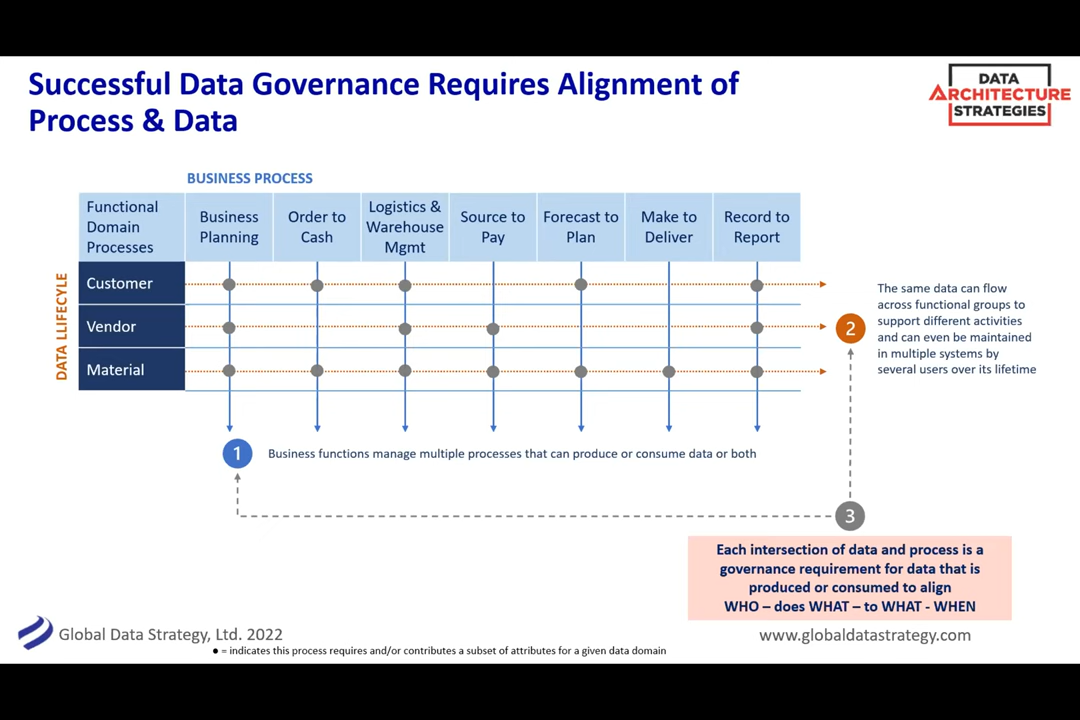 Successful Data Governance Requires Alignment of
Process & Data
DATA
ARCHITECTURE
STRATEGIES
BUSINESS PROCESS
Functional
Domain
Processes
Business
Planning
Order to
Cash
Logistics &
Warehouse
Mgmt
Source to
Pay
Forecast to
Plan
Make to
Deliver
Record to
Report
DATA LLIFECYLE
Customer
Vendor
Material
2
The same data can flow
across functional groups to
support different activities
and can even be maintained
in multiple systems by
several users over its lifetime
1
Business functions manage multiple processes that can produce or consume data or both
3
Each intersection of data and process is a
governance requirement for data that is
produced or consumed to align
WHO – does WHAT – to WHAT - WHEN
Global Data Strategy, Ltd. 2022
www.globaldatastrategy.com
● = indicates this process requires and/or contributes a subset of attributes for a given data domain